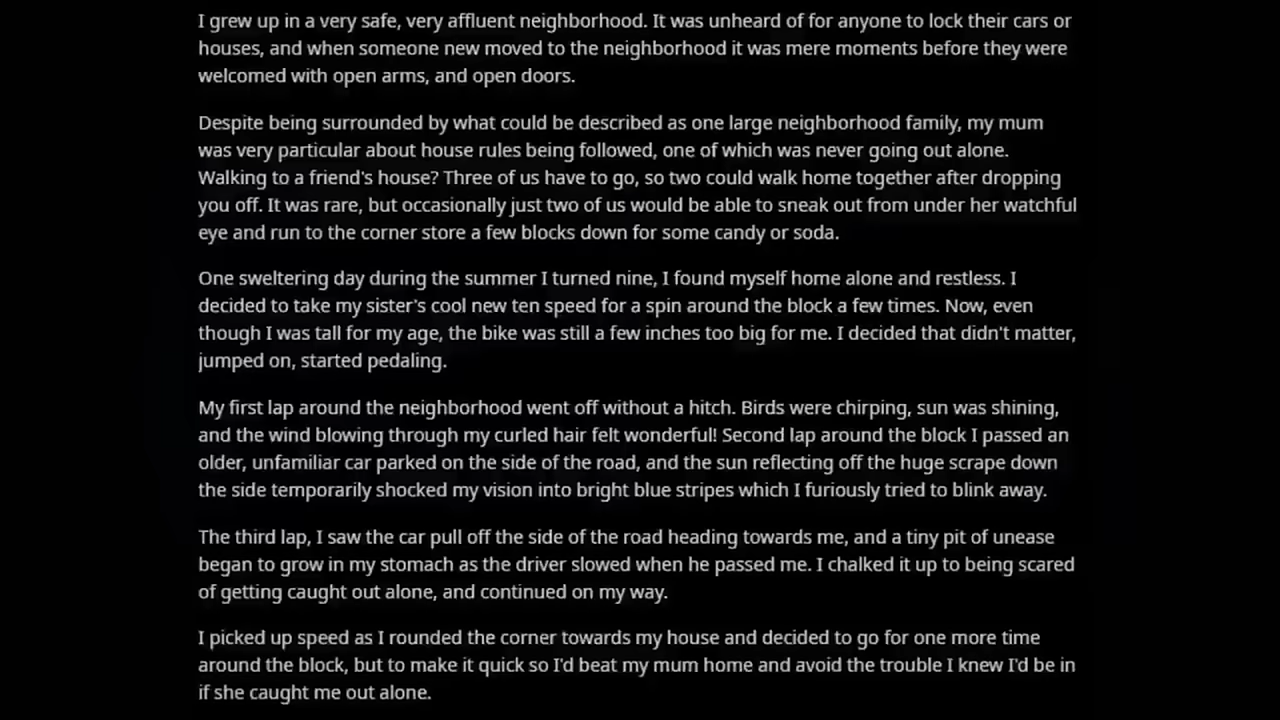 I grew up in a very safe, very affluent neighborhood. It was unheard of for anyone to lock their cars or
houses, and when someone new moved to the neighborhood it was mere moments before they were
welcomed with open arms, and open doors.
Despite being surrounded by what could be described as one large neighborhood family, my mum
was very particular about house rules being followed, one of which was never going out alone.
Walking to a friend's house? Three of us have to go, so two could walk home together after dropping
you off. It was rare, but occasionally just two of us would be able to sneak out from under her watchful
eye and run to the corner store a few blocks down for some candy or soda.
One sweltering day during the summer I turned nine, I found myself home alone and restless. I
decided to take my sister's cool new ten speed for a spin around the block a few times. Now, even
though I was tall for my age, the bike was still a few inches too big for me. I decided that didn't matter,
jumped on, started pedaling.
My first lap around the neighborhood went off without a hitch. Birds were chirping, sun was shining,
and the wind blowing through my curled hair felt wonderful! Second lap around the block I passed an
older, unfamiliar car parked on the side of the road, and the sun reflecting off the huge scrape down
the side temporarily shocked my vision into bright blue stripes which I furiously tried to blink away.
The third lap, I saw the car pull off the side of the road heading towards me, and a tiny pit of unease
began to grow in my stomach as the driver slowed when he passed me. I chalked it up to being scared
of getting caught out alone, and continued on my way.
I picked up speed as I rounded the corner towards my house and decided to go for one more time
around the block, but to make it quick so I'd beat my mum home and avoid the trouble I knew I'd be in
if she caught me out alone.